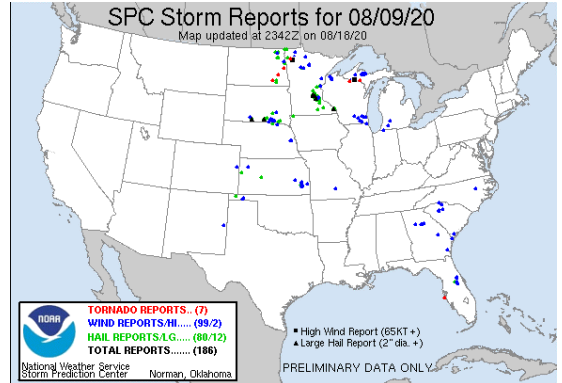 SPC Storm Reports for 08/09/20
Map updated at 2342Z on 08/18/20
NOAA
TORNADO REPORTS.. (7)
WIND REPORTS/HI..... (99/2)
HAIL REPORTS/LG..... (80/12)
TOTAL REPORTS....... (186)
National Weather Service
Storm Prediction Center Norman, Oklahoma
High Wind Report (65KT +)
Large Hail Report (2" dia. +)
PRELIMINARY DATA ONLY